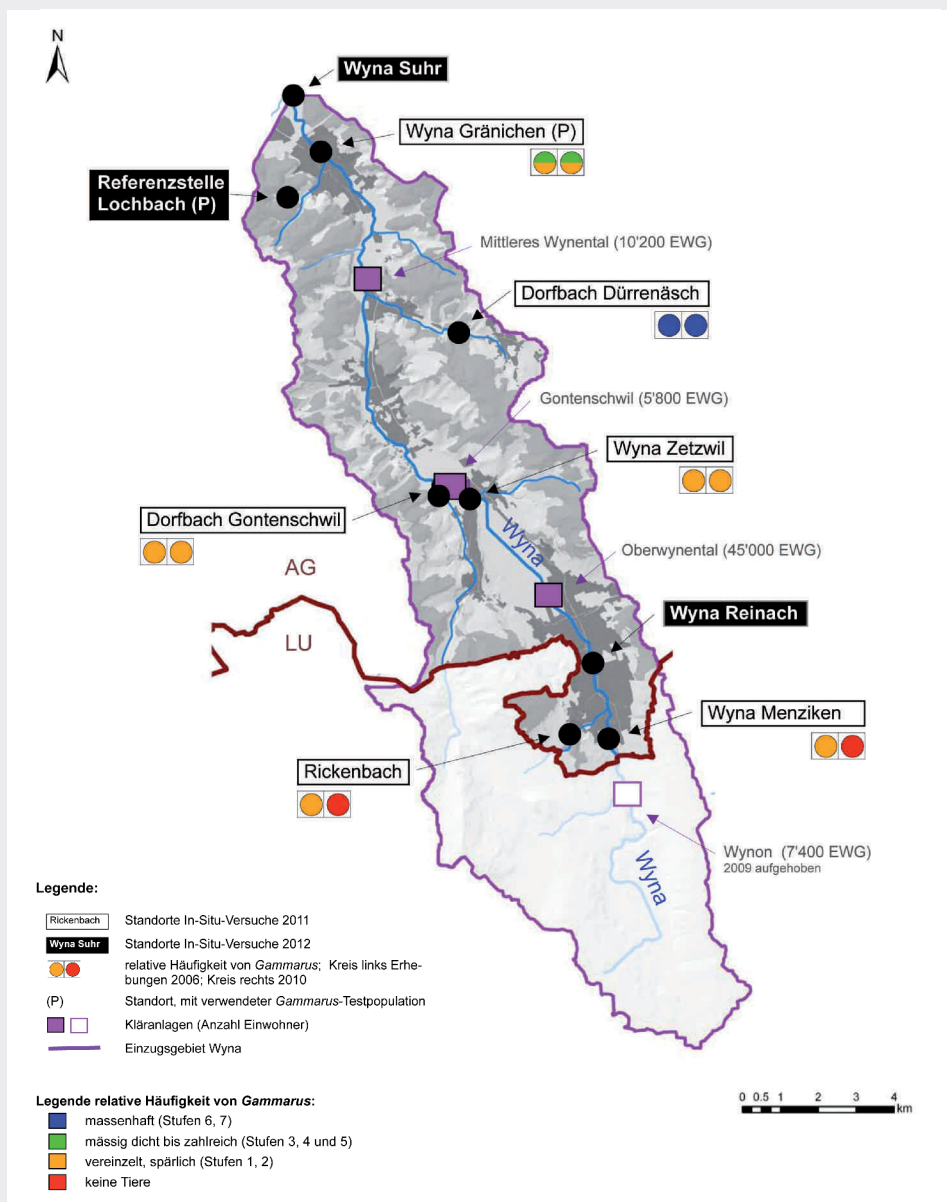 N
Wyna Suhr
Wyna Gränichen (P)
Referenzstelle
Lochbach (P)
Mittleres Wynental (10'200 EWG)
Dorfbach Dürrenäsch
Gontenschwil (5'800 EWG)
Wyna Zetzwil
Dorfbach Gontenschwil
Wyna
Oberwynental (45'000 EWG)
AG
LU
Wyna Reinach
Wyna Menziken
Rickenbach
Wynon (7'400 EWG)
2009 aufgehoben
Wyna
Legende:
Rickenbach Standorte In-Situ-Versuche 2011
Wyna Suhr Standorte In-Situ-Versuche 2012
relative Häufigkeit von Gammarus; Kreis links Erhe-
bungen 2006; Kreis rechts 2010
(P) Standort, mit verwendeter Gammarus-Testpopulation
Kläranlagen (Anzahl Einwohner)
Einzugsgebiet Wyna
Legende relative Häufigkeit von Gammarus:
massenhaft (Stufen 6, 7)
mässig dicht bis zahlreich (Stufen 3, 4 und 5)
vereinzelt, spärlich (Stufen 1, 2)
keine Tiere
0 0.5 1 2 3 4
km